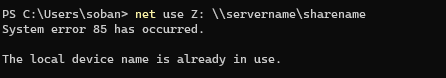 PS C:\Users\soban> net use Z: \\servername\sharename
System error 85 has occurred.
The local device name is already in use.